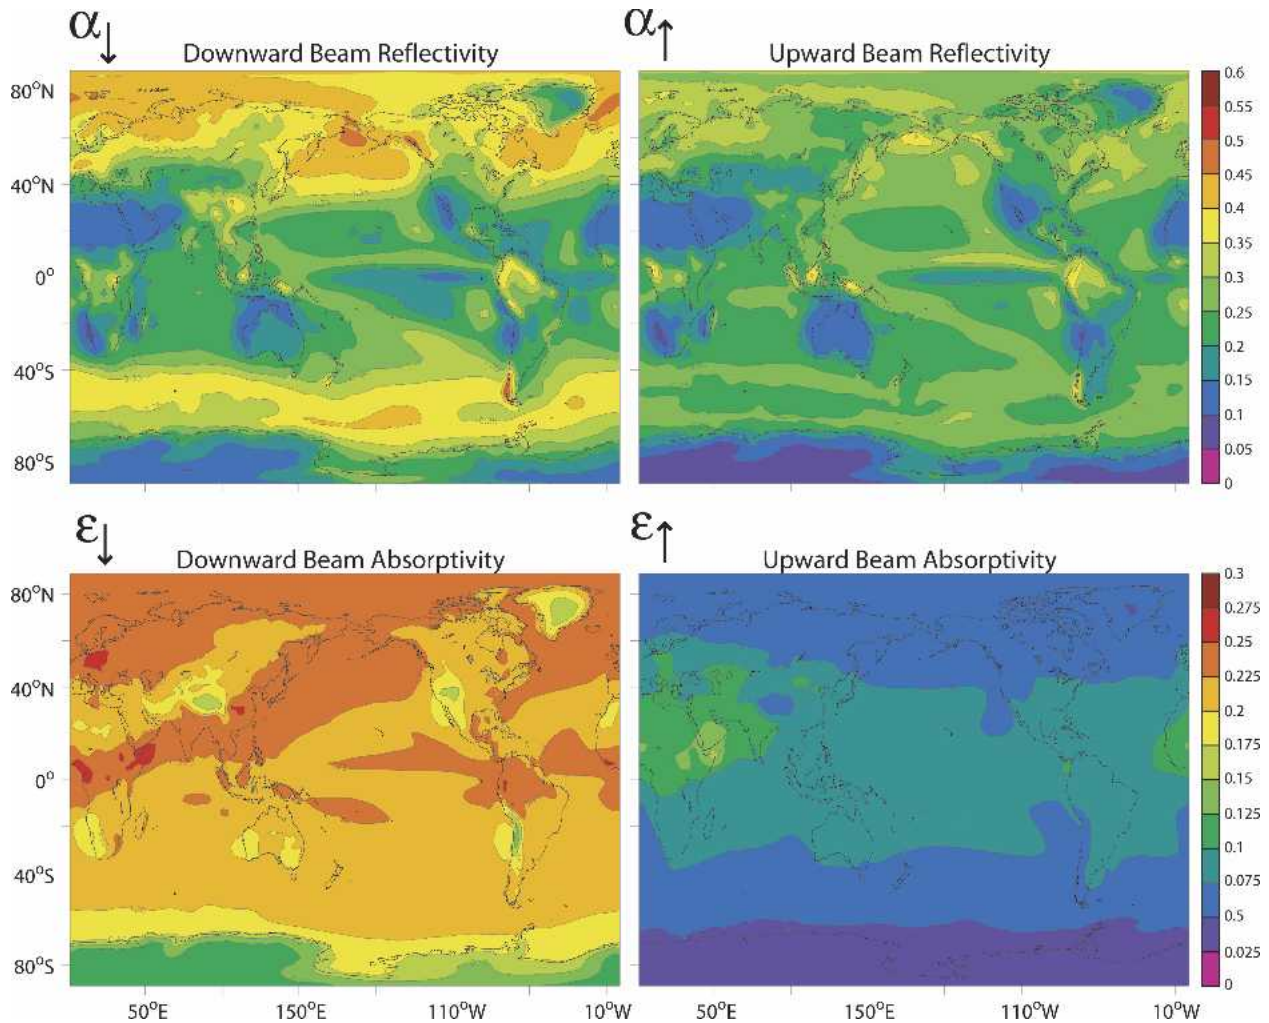 α↓
Downward Beam Reflectivity
α↑
Upward Beam Reflectivity
80°N
40°N
0°
40°S
80°S
0.6
0.55
0.5
0.45
0.4
0.35
0.3
0.25
0.2
0.15
0.1
0.05
0
ε↓
Downward Beam Absorptivity
ε↑
Upward Beam Absorptivity
80°N
40°N
0°
40°S
80°S
0.3
0.275
0.25
0.225
0.2
0.175
0.15
0.125
0.1
0.075
0.5
0.025
0
50°E
150°E
110°W
10°W
50°E
150°E
110°W
10°W